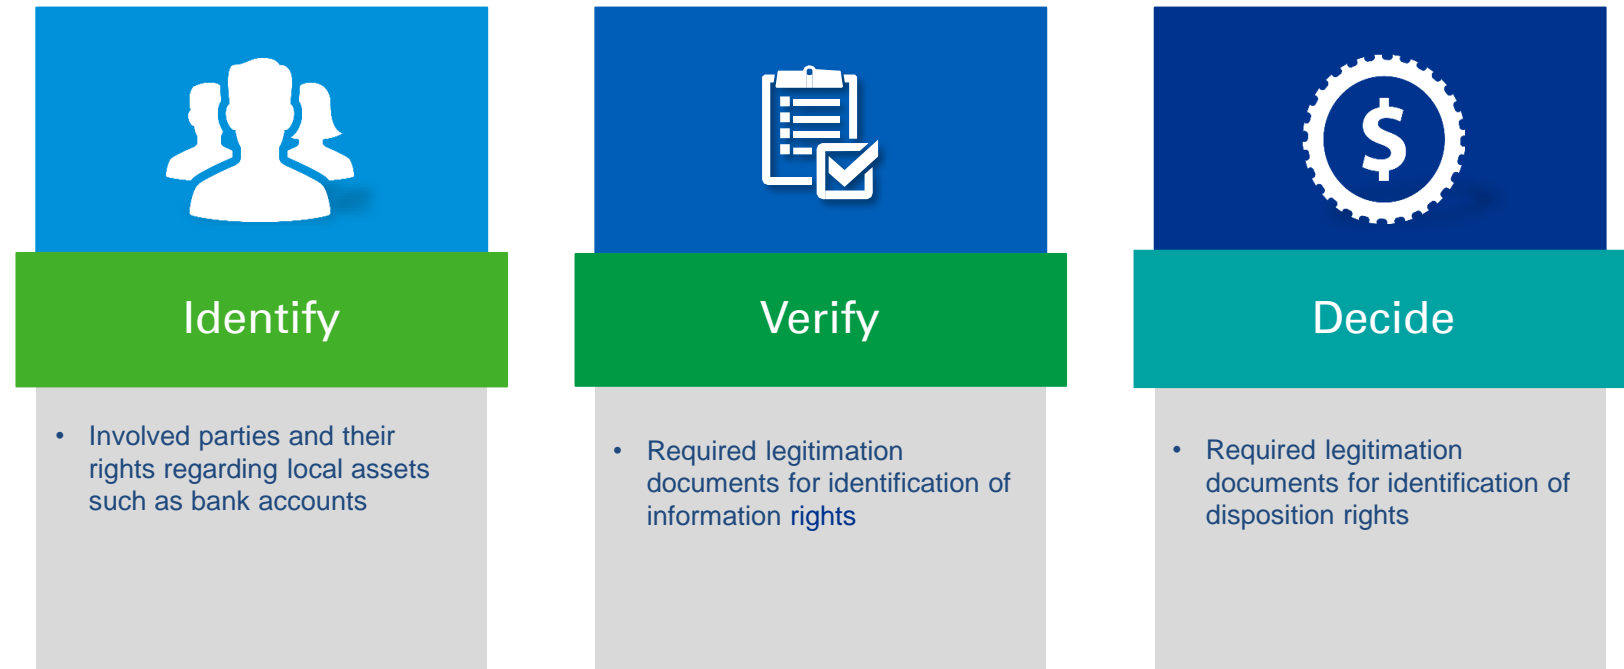 Identify
• Involved parties and their
rights regarding local assets
such as bank accounts
Verify
• Required legitimation
documents for identification of
information rights
$
Decide
• Required legitimation
documents for identification of
disposition rights